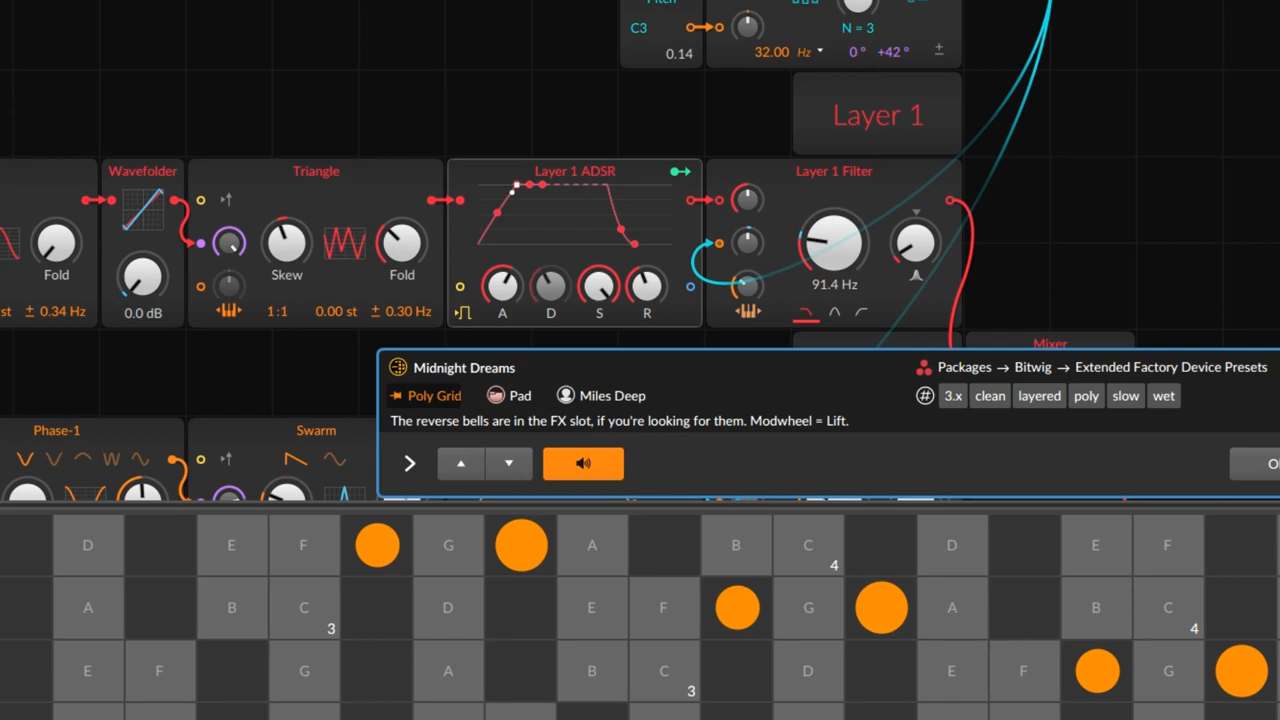 C3
N = 3
0.14
32.00 Hz
0° +42° ±
Layer 1
Wavefolder
Triangle
Layer 1 ADSR
Layer 1 Filter
Fold
Skew
Fold
91.4 Hz
A D S R
st ± 0.34 Hz
0.0 dB
1:1
0.00 st
± 0.30 Hz
Mixer
Midnight Dreams
Packages → Bitwig → Extended Factory Device Presets
Poly Grid
Pad
Miles Deep
# 3.x clean layered poly slow wet
The reverse bells are in the FX slot, if you're looking for them. Modwheel = Lift.
Phase-1
Swarm
D E F G A B C 4 D E F
A B C 3 D E F G A B C 4
E F G A B C 3 D E F G